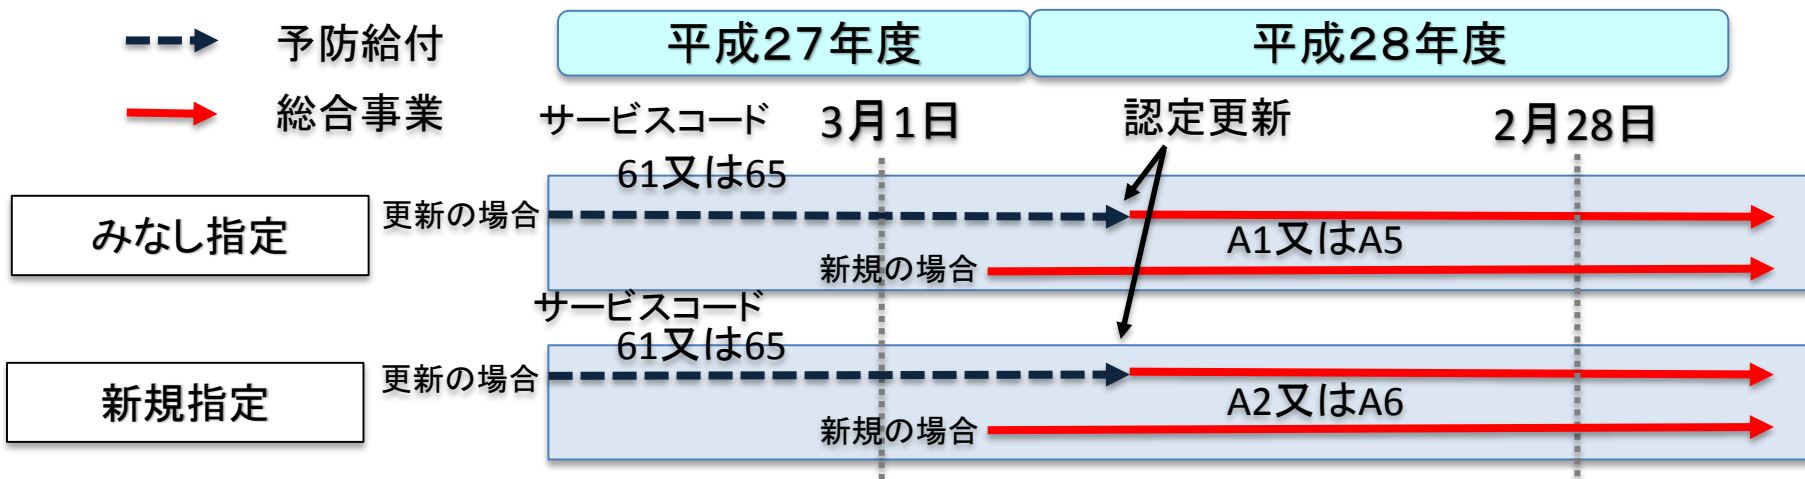 予防給付
総合事業
平成27年度
平成28年度
サービスコード
3月1日
認定更新
2月28日
61又は65
みなし指定
更新の場合
A1又はA5
新規の場合
サービスコード
61又は65
新規指定
更新の場合
A2又はA6
新規の場合